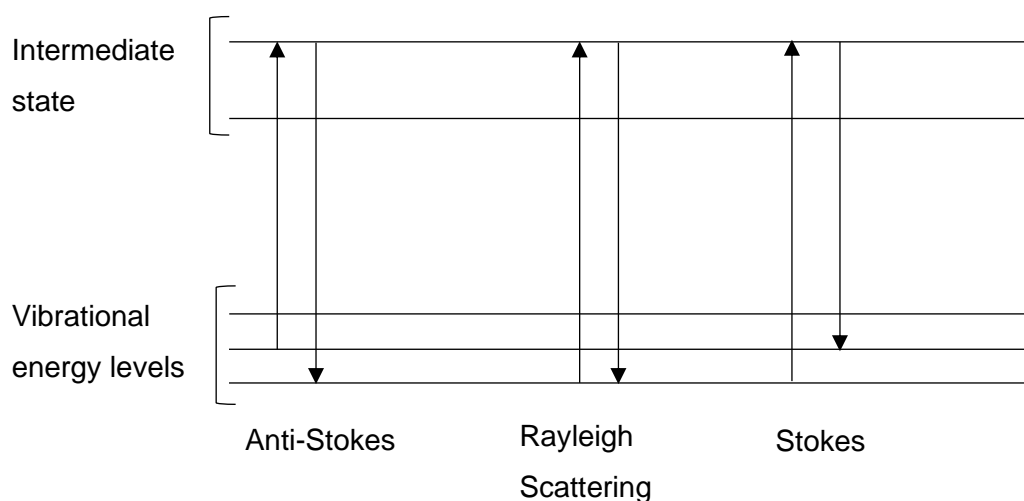 Intermediate
state
Vibrational
energy levels
Anti-Stokes
Rayleigh
Scattering
Stokes